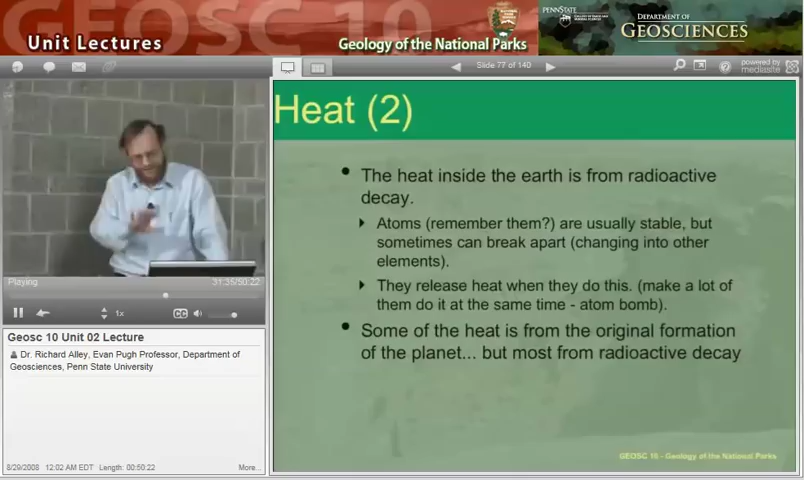 GEOSC 10
Unit Lectures
Geology of the National Parks
PENNSTATE
DEPARTMENT OF
GEOSCIENCES
Slide 77 of 140
powered by
mediasite
Heat (2)
• The heat inside the earth is from radioactive
decay.
Atoms (remember them?) are usually stable, but
sometimes can break apart (changing into other
elements).
They release heat when they do this. (make a lot of
them do it at the same time - atom bomb).
• Some of the heat is from the original formation
of the planet... but most from radioactive decay
GEOSC 10 - Geology of the National Parks
Playing
31:35/50:22
1x
CC
Geosc 10 Unit 02 Lecture
Dr. Richard Alley, Evan Pugh Professor, Department of
Geosciences, Penn State University
8/29/2008 12:02 AM EDT Length: 00:50:22
More...